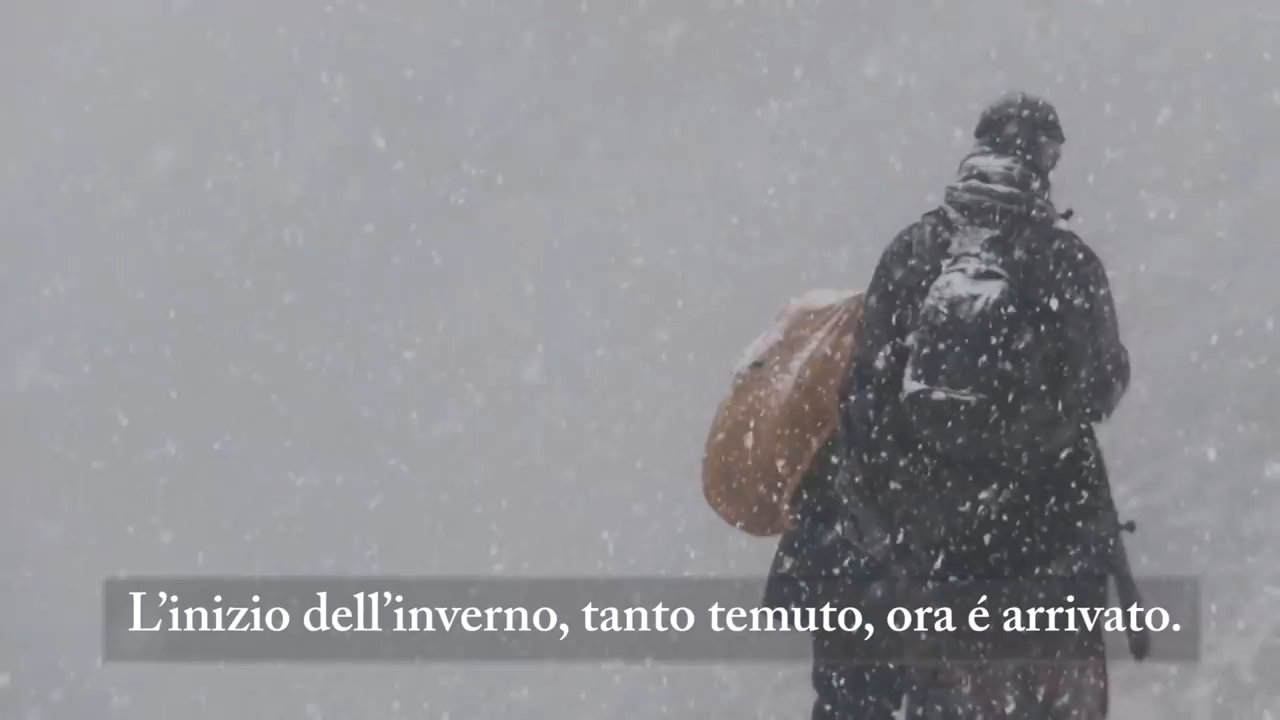 L’inizio dell’inverno, tanto temuto, ora é arrivato.